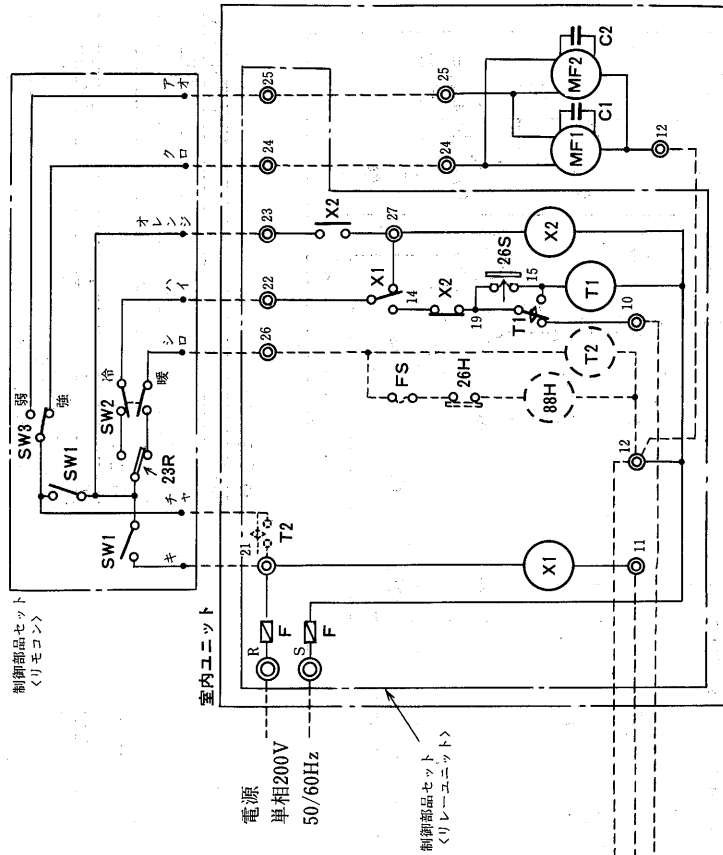 制御部品セット
〈リモコン〉
SW3
弱
強
SW1
SW1
SW2
冷
暖
23R
キ
チャ
シロ
ハイ
オレンジ
クロ
アオ
室内ユニット
電源
単相200V
50/60Hz
R
S
F
F
21
T2
26
22
23
24
25
X2
27
X1
14
X2
19
26S
15
T1
T1
10
X2
FS
26H
88H
T2
12
X1
11
24
25
MF1
C1
MF2
C2
12
制御部品セット
〈リレーユニット〉